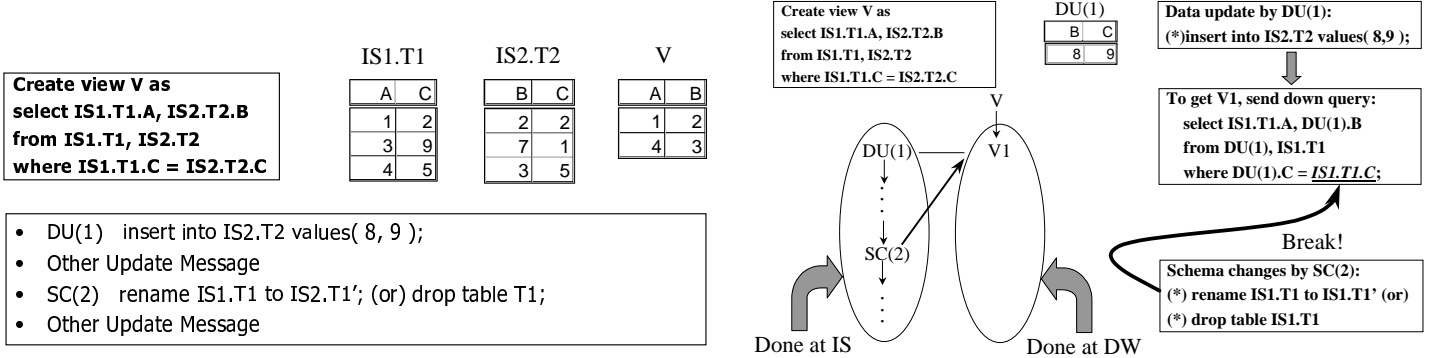 Create view V as
select IS1.T1.A, IS2.T2.B
from IS1.T1, IS2.T2
where IS1.T1.C = IS2.T2.C
IS1.T1
A C
1 2
3 9
4 5
IS2.T2
B C
2 2
7 1
3 5
V
A B
1 2
4 3
• DU(1) insert into IS2.T2 values( 8, 9 );
• Other Update Message
• SC(2) rename IS1.T1 to IS2.T1’; (or) drop table T1;
• Other Update Message
Create view V as
select IS1.T1.A, IS2.T2.B
from IS1.T1, IS2.T2
where IS1.T1.C = IS2.T2.C
DU(1)
B C
8 9
V
DU(1)
V1
SC(2)
Done at IS
Done at DW
Data update by DU(1):
(*)insert into IS2.T2 values( 8,9 );
To get V1, send down query:
select IS1.T1.A, DU(1).B
from DU(1), IS1.T1
where DU(1).C = IS1.T1.C;
Break!
Schema changes by SC(2):
(*) rename IS1.T1 to IS1.T1’ (or)
(*) drop table IS1.T1